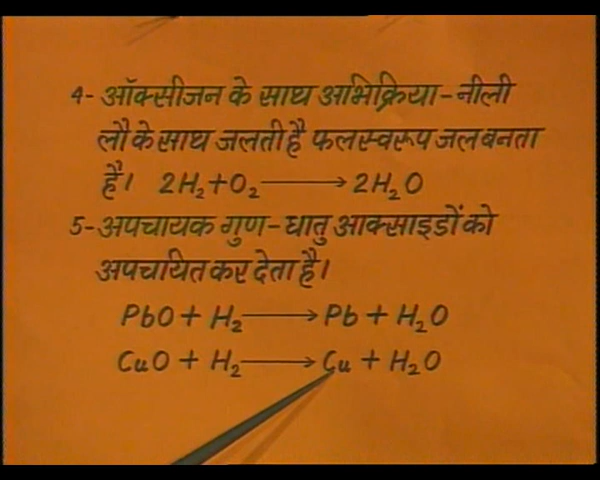 4- ऑक्सीजन के साथ अभिक्रिया - नीली
लौ के साथ जलती है फलस्वरूप जल बनता
है। 2H₂+O₂ ⟶ 2H₂O
5- अपचायक गुण - धातु आक्साइडों को
अपचयित कर देता है।
PbO + H₂ ⟶ Pb + H₂O
CuO + H₂ ⟶ Cu + H₂O